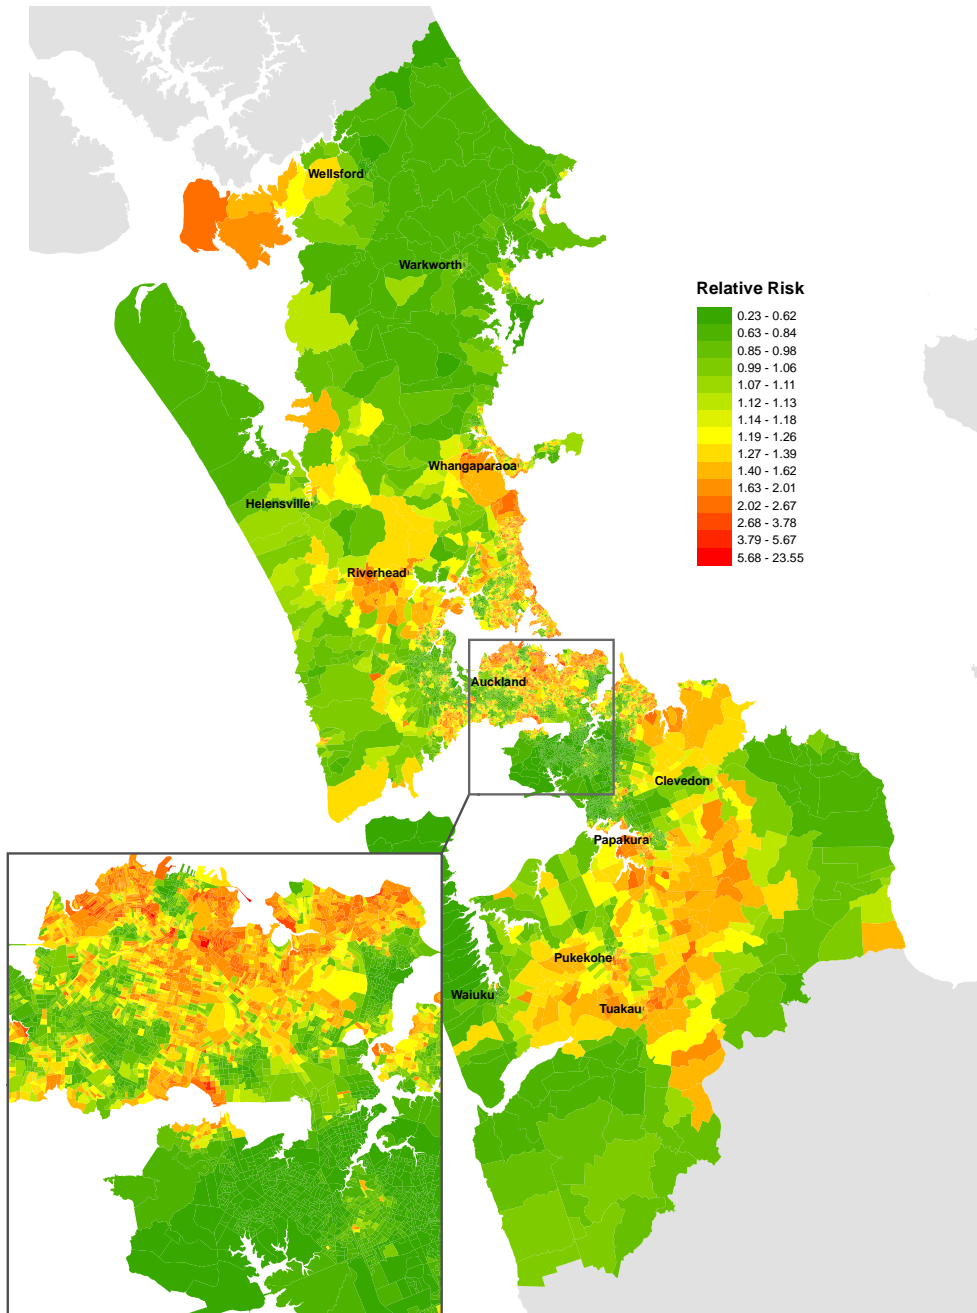 Wellsford
Warkworth
Relative Risk
0.23 - 0.62
0.63 - 0.84
0.85 - 0.98
0.99 - 1.06
1.07 - 1.11
1.12 - 1.13
1.14 - 1.18
1.19 - 1.26
1.27 - 1.39
1.40 - 1.62
1.63 - 2.01
2.02 - 2.67
2.68 - 3.78
3.79 - 5.67
5.68 - 23.55
Whangaparaoa
Helensville
Riverhead
Auckland
Clevedon
Papakura
Pukekohe
Waiuku
Tuakau